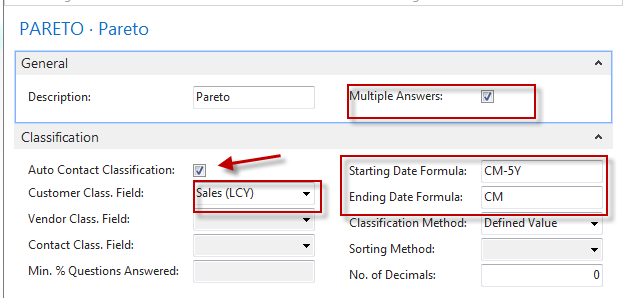 PARETO · Pareto
General
Description: Pareto Multiple Answers:
Classification
Auto Contact Classification: Starting Date Formula: CM-5Y
Customer Class. Field: Sales (LCY) Ending Date Formula: CM
Vendor Class. Field: Classification Method: Defined Value
Contact Class. Field: Sorting Method:
Min. % Questions Answered: No. of Decimals: 0